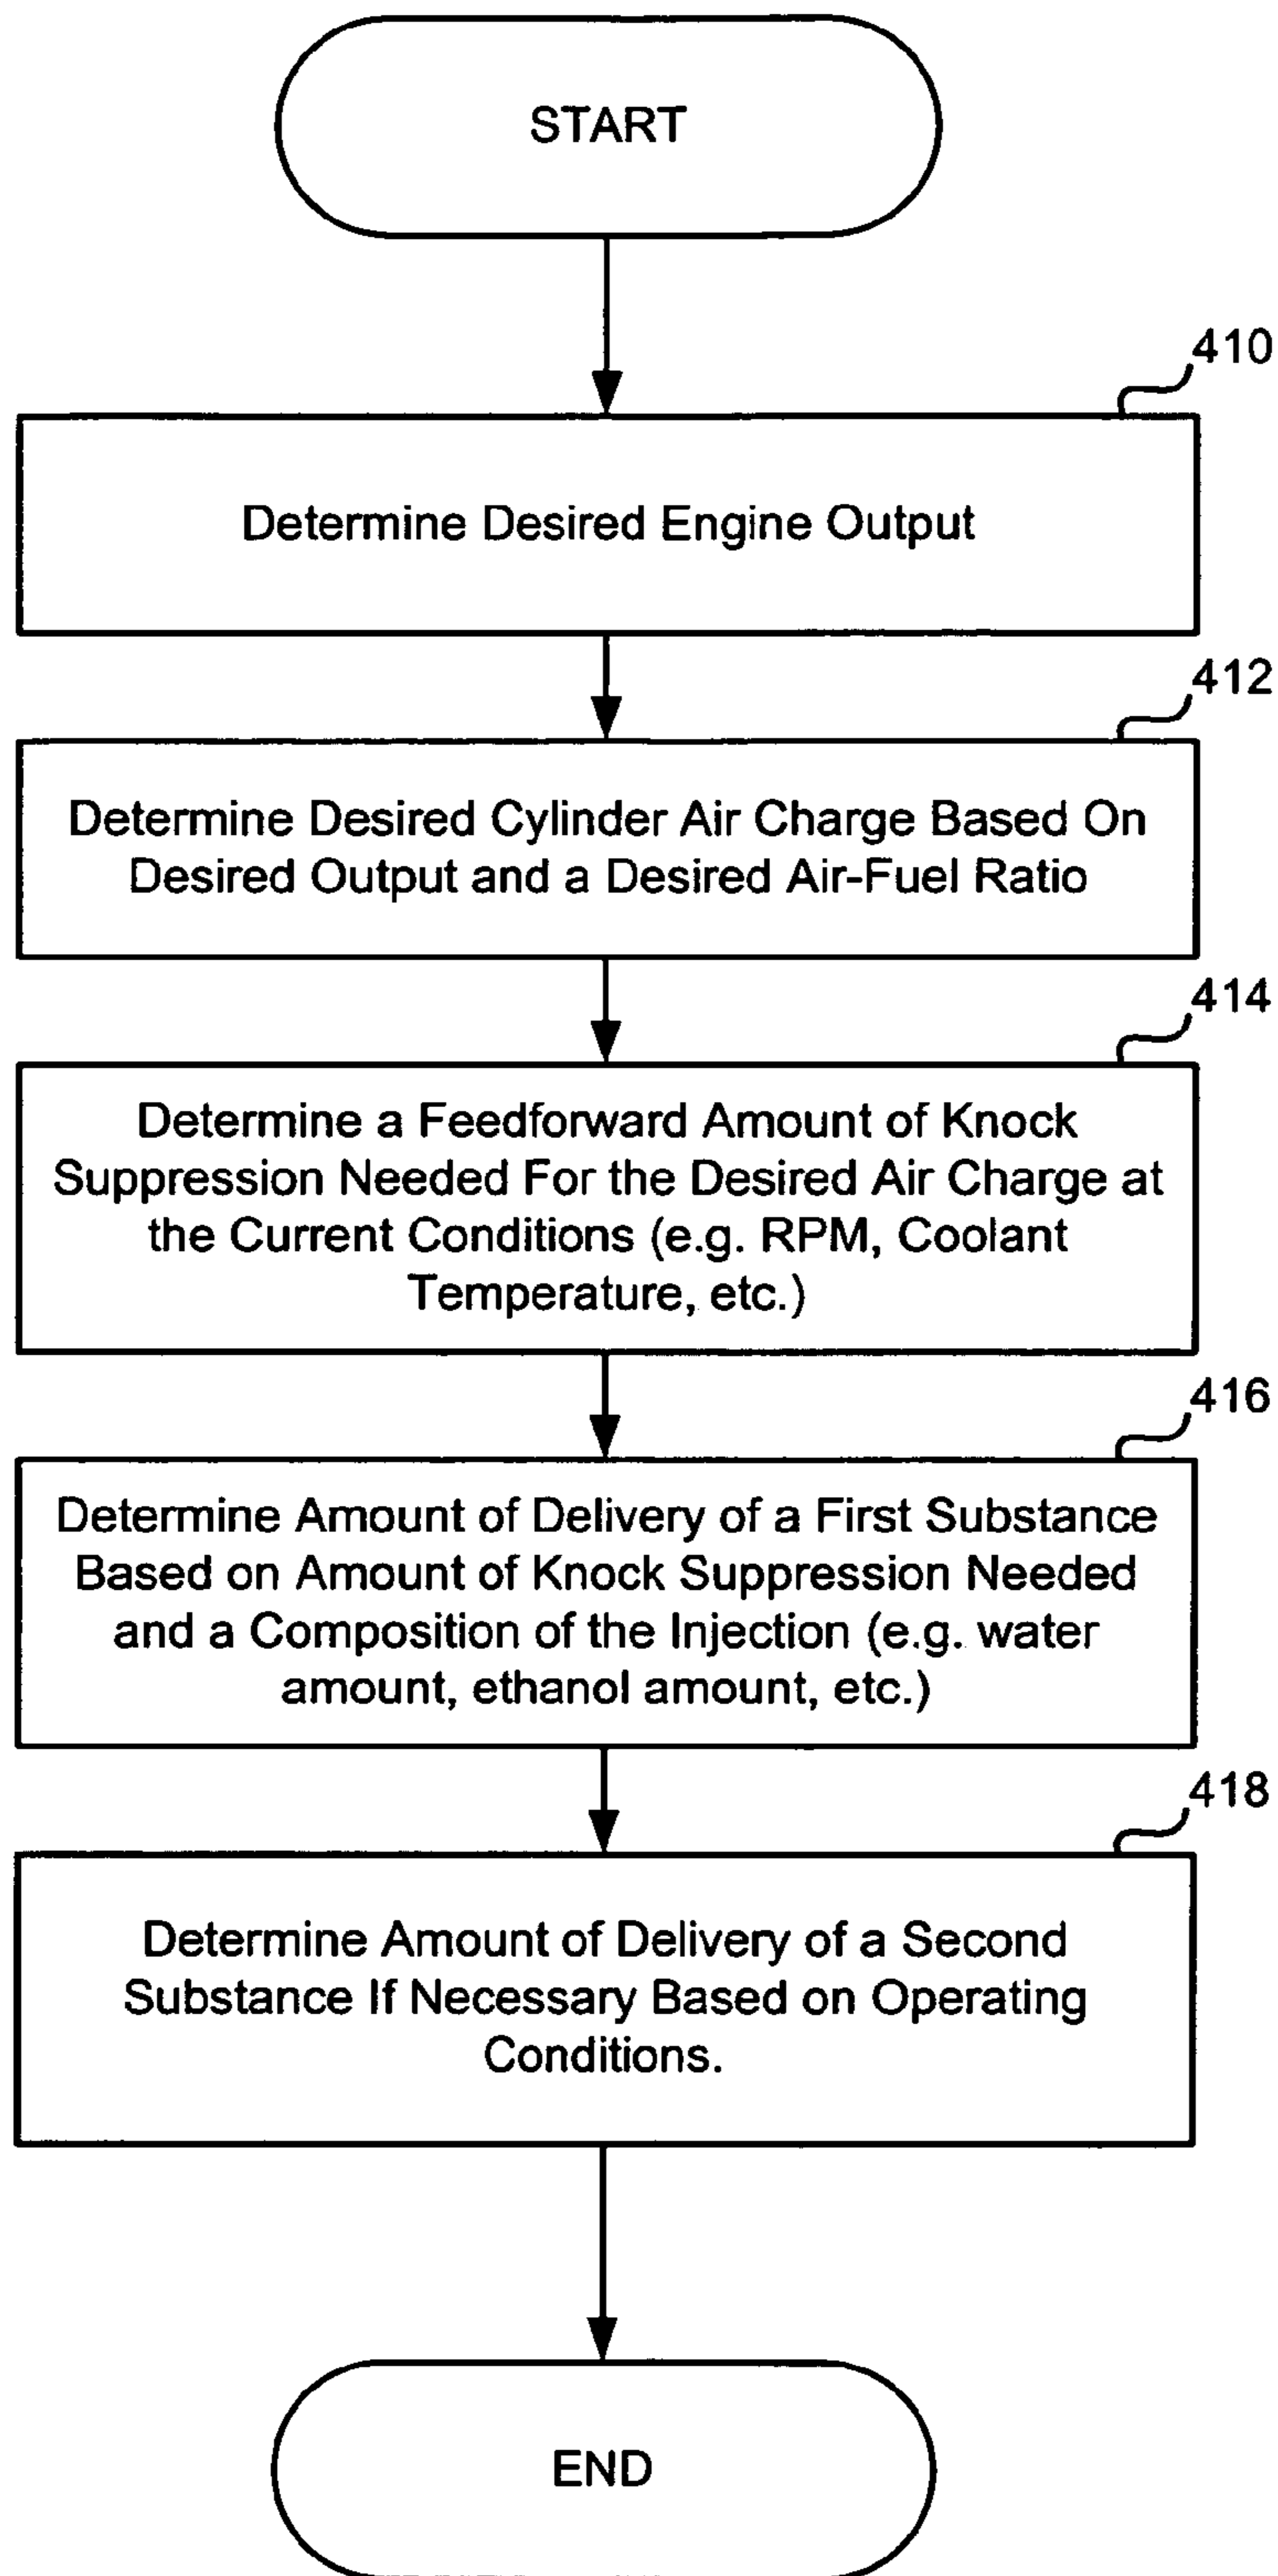 START
410
Determine Desired Engine Output
412
Determine Desired Cylinder Air Charge Based On
Desired Output and a Desired Air-Fuel Ratio
414
Determine a Feedforward Amount of Knock
Suppression Needed For the Desired Air Charge at
the Current Conditions (e.g. RPM, Coolant
Temperature, etc.)
416
Determine Amount of Delivery of a First Substance
Based on Amount of Knock Suppression Needed
and a Composition of the Injection (e.g. water
amount, ethanol amount, etc.)
418
Determine Amount of Delivery of a Second
Substance If Necessary Based on Operating
Conditions.
END